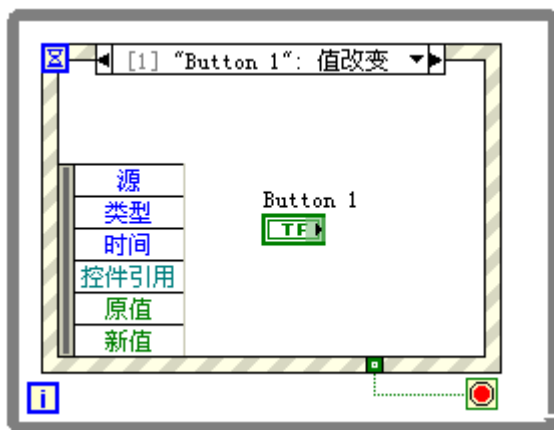 [1] "Button 1": 值改变
源
类型
时间
控件引用
原值
新值
Button 1
TF
i